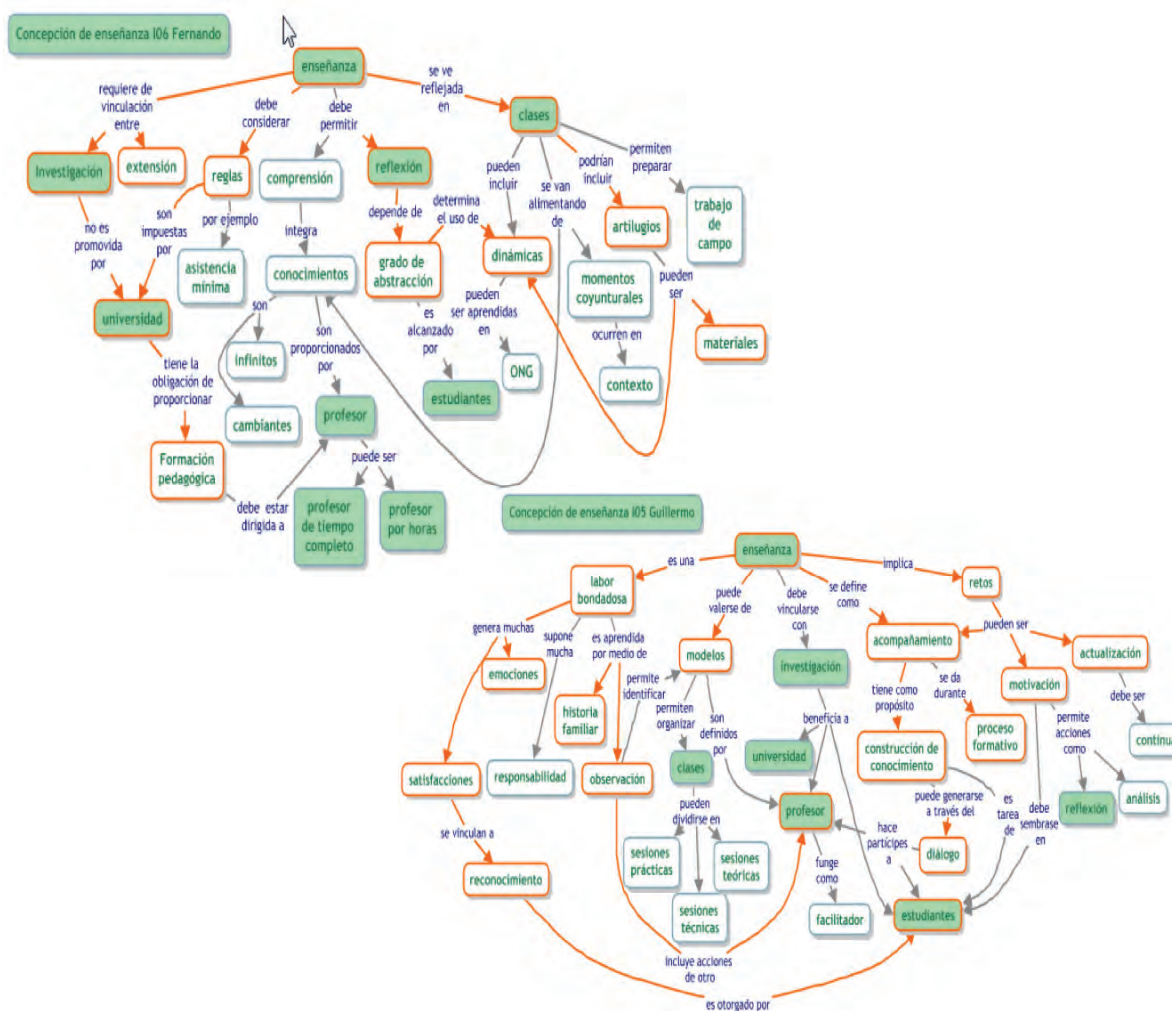 Concepción de enseñanza I06 Fernando
enseñanza
requiere de
vinculación
entre
debe
considerar
debe
permitir
se ve
reflejada
en
clases
Investigación
extensión
reglas
comprensión
reflexión
pueden
incluir
se van
alimentando
de
podrían
incluir
permiten
preparar
trabajo
de
campo
no es
promovida
por
son
impuestas
por
por ejemplo
integra
depende de
determina
el uso de
artilugios
asistencia
mínima
conocimientos
grado de
abstracción
dinámicas
momentos
coyunturales
pueden
ser
universidad
son
son
proporcionados
por
es
alcanzado
por
pueden
ser aprendidas
en
ocurren en
materiales
infinitos
tiene la
obligación de
proporcionar
cambiantes
profesor
estudiantes
ONG
contexto
Formación
pedagógica
puede ser
debe estar
dirigida a
profesor
de tiempo
completo
profesor
por horas
Concepción de enseñanza I05 Guillermo
enseñanza
es una
implica
labor
bondadosa
puede
valerse de
debe
vincularse
con
se define
como
retos
genera muchas
supone
mucha
es aprendida
por medio de
pueden ser
acompañamiento
actualización
emociones
modelos
investigación
motivación
permite
identificar
permiten
organizar
son
definidos
por
tiene como
propósito
se da
durante
debe ser
historia
familiar
beneficia a
proceso
formativo
permite
acciones
como
continua
satisfacciones
responsabilidad
observación
clases
universidad
construcción de
conocimiento
reflexión
análisis
se vinculan a
pueden
dividirse en
profesor
puede generarse
a través del
es
tarea
de
debe
sembrase
en
sesiones
prácticas
sesiones
teóricas
funge
como
hace
partícipes
a
diálogo
reconocimiento
sesiones
técnicas
facilitador
estudiantes
incluye acciones
de otro
es otorgado por